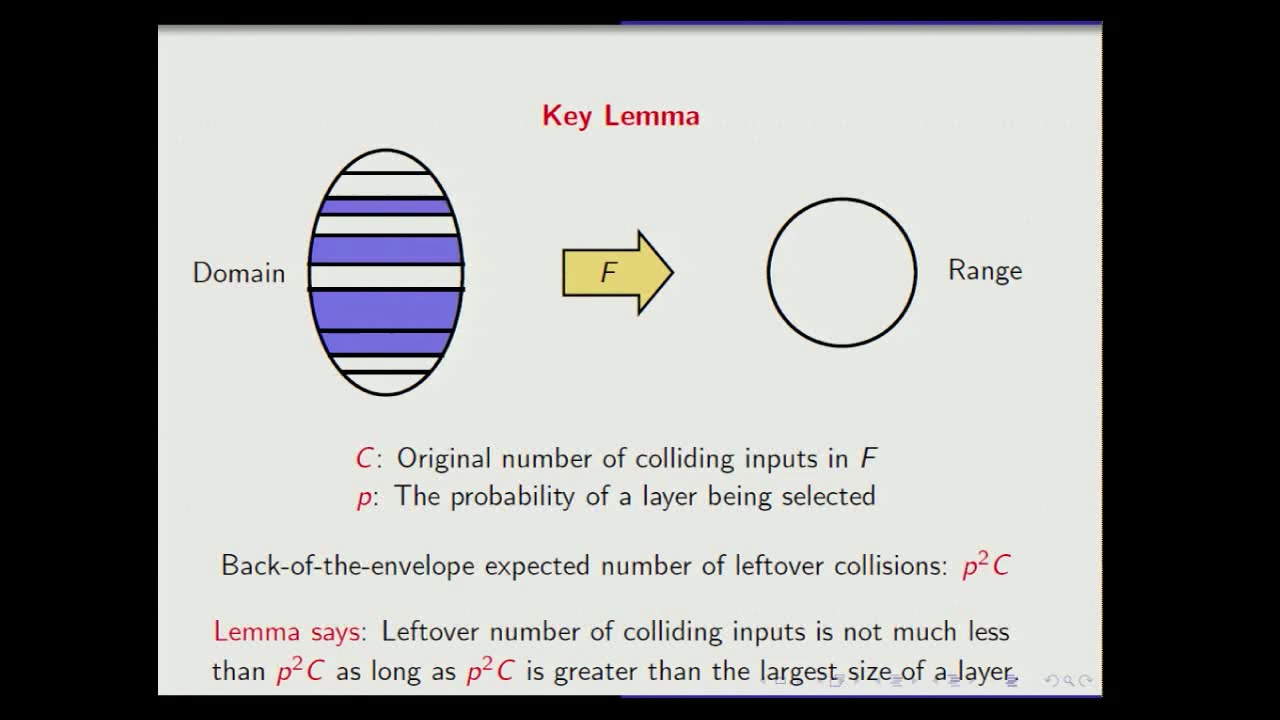 Key Lemma
Domain
F
Range
C: Original number of colliding inputs in F
p: The probability of a layer being selected
Back-of-the-envelope expected number of leftover collisions: p²C
Lemma says: Leftover number of colliding inputs is not much less
than p²C as long as p²C is greater than the largest size of a layer.